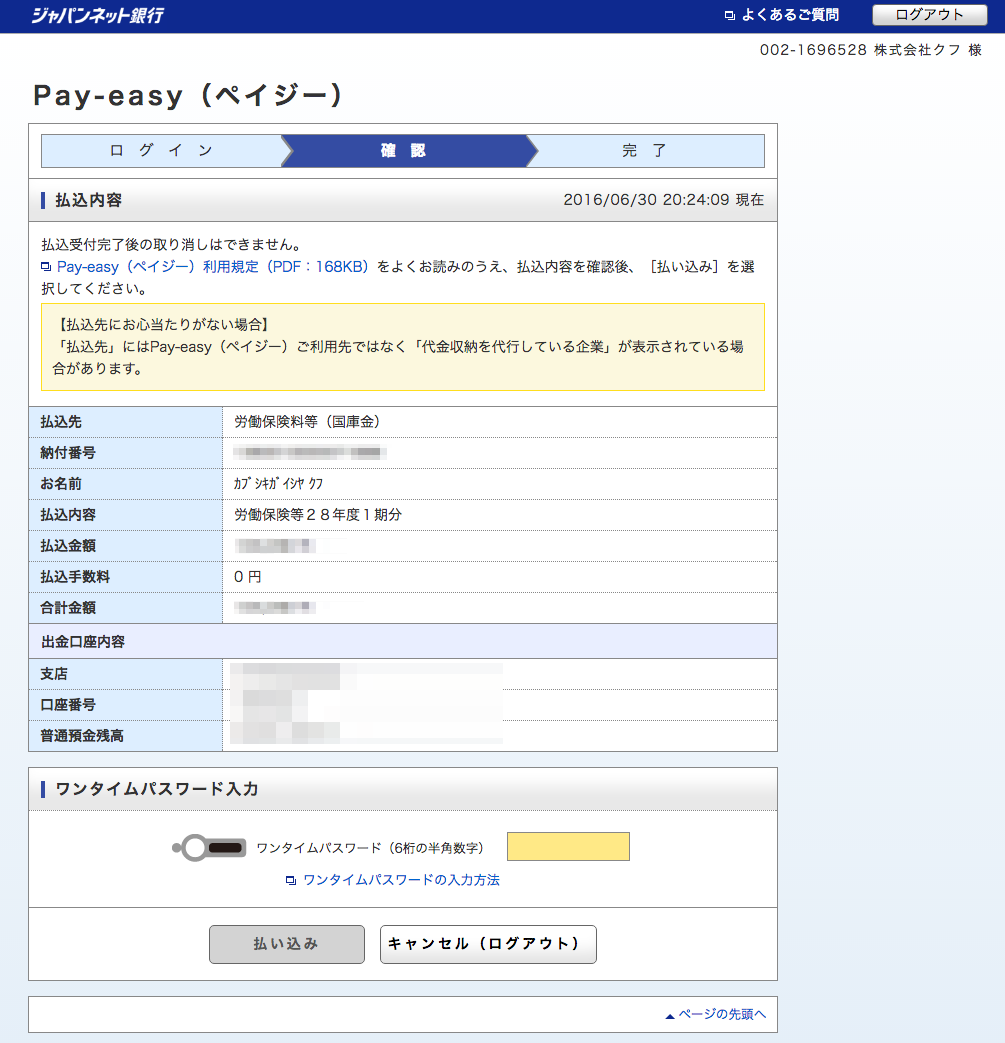 ジャパンネット銀行
よくあるご質問
ログアウト
002-1696528 株式会社クフ 様
Pay-easy（ペイジー）
ログイン
確認
完了
払込内容
2016/06/30 20:24:09 現在
払込受付完了後の取り消しはできません。
Pay-easy（ペイジー）利用規定（PDF：168KB）をよくお読みのうえ、払込内容を確認後、［払い込み］を選
択してください。
【払込先にお心当たりがない場合】
「払込先」にはPay-easy（ペイジー）ご利用先ではなく「代金収納を代行している企業」が表示されている場
合があります。
払込先
労働保険料等（国庫金）
納付番号
お名前
ｶﾌﾞｼｷｶﾞｲｼﾔ ｸﾌ
払込内容
労働保険等２８年度１期分
払込金額
払込手数料
0 円
合計金額
出金口座内容
支店
口座番号
普通預金残高
ワンタイムパスワード入力
ワンタイムパスワード（6桁の半角数字）
ワンタイムパスワードの入力方法
払い込み
キャンセル（ログアウト）
ページの先頭へ